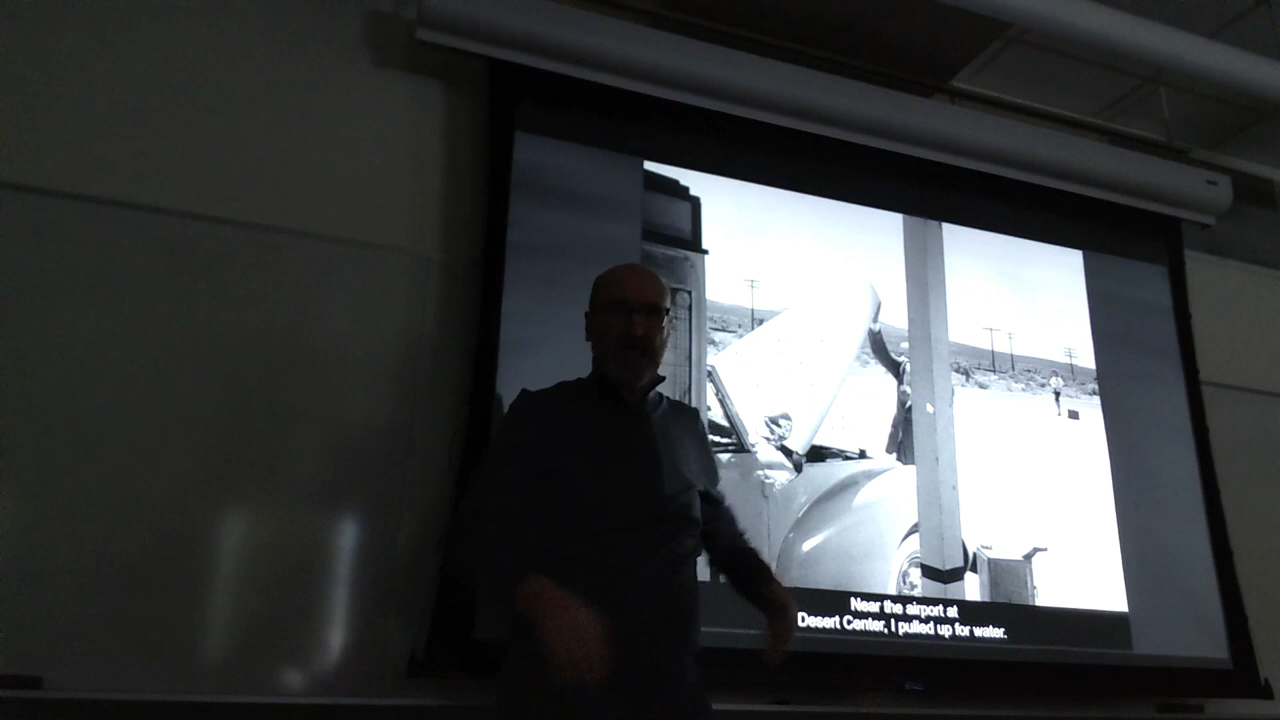 Near the airport at
Desert Center, I pulled up for water.